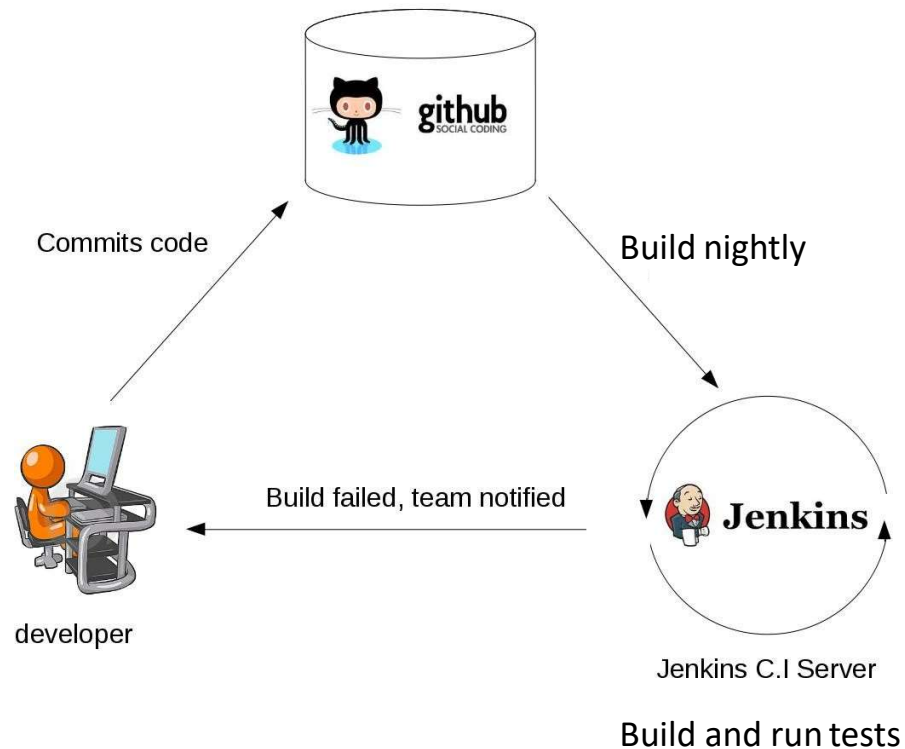 github
SOCIAL CODING
Commits code
Build nightly
Build failed, team notified
Jenkins
developer
Jenkins C.I Server
Build and run tests